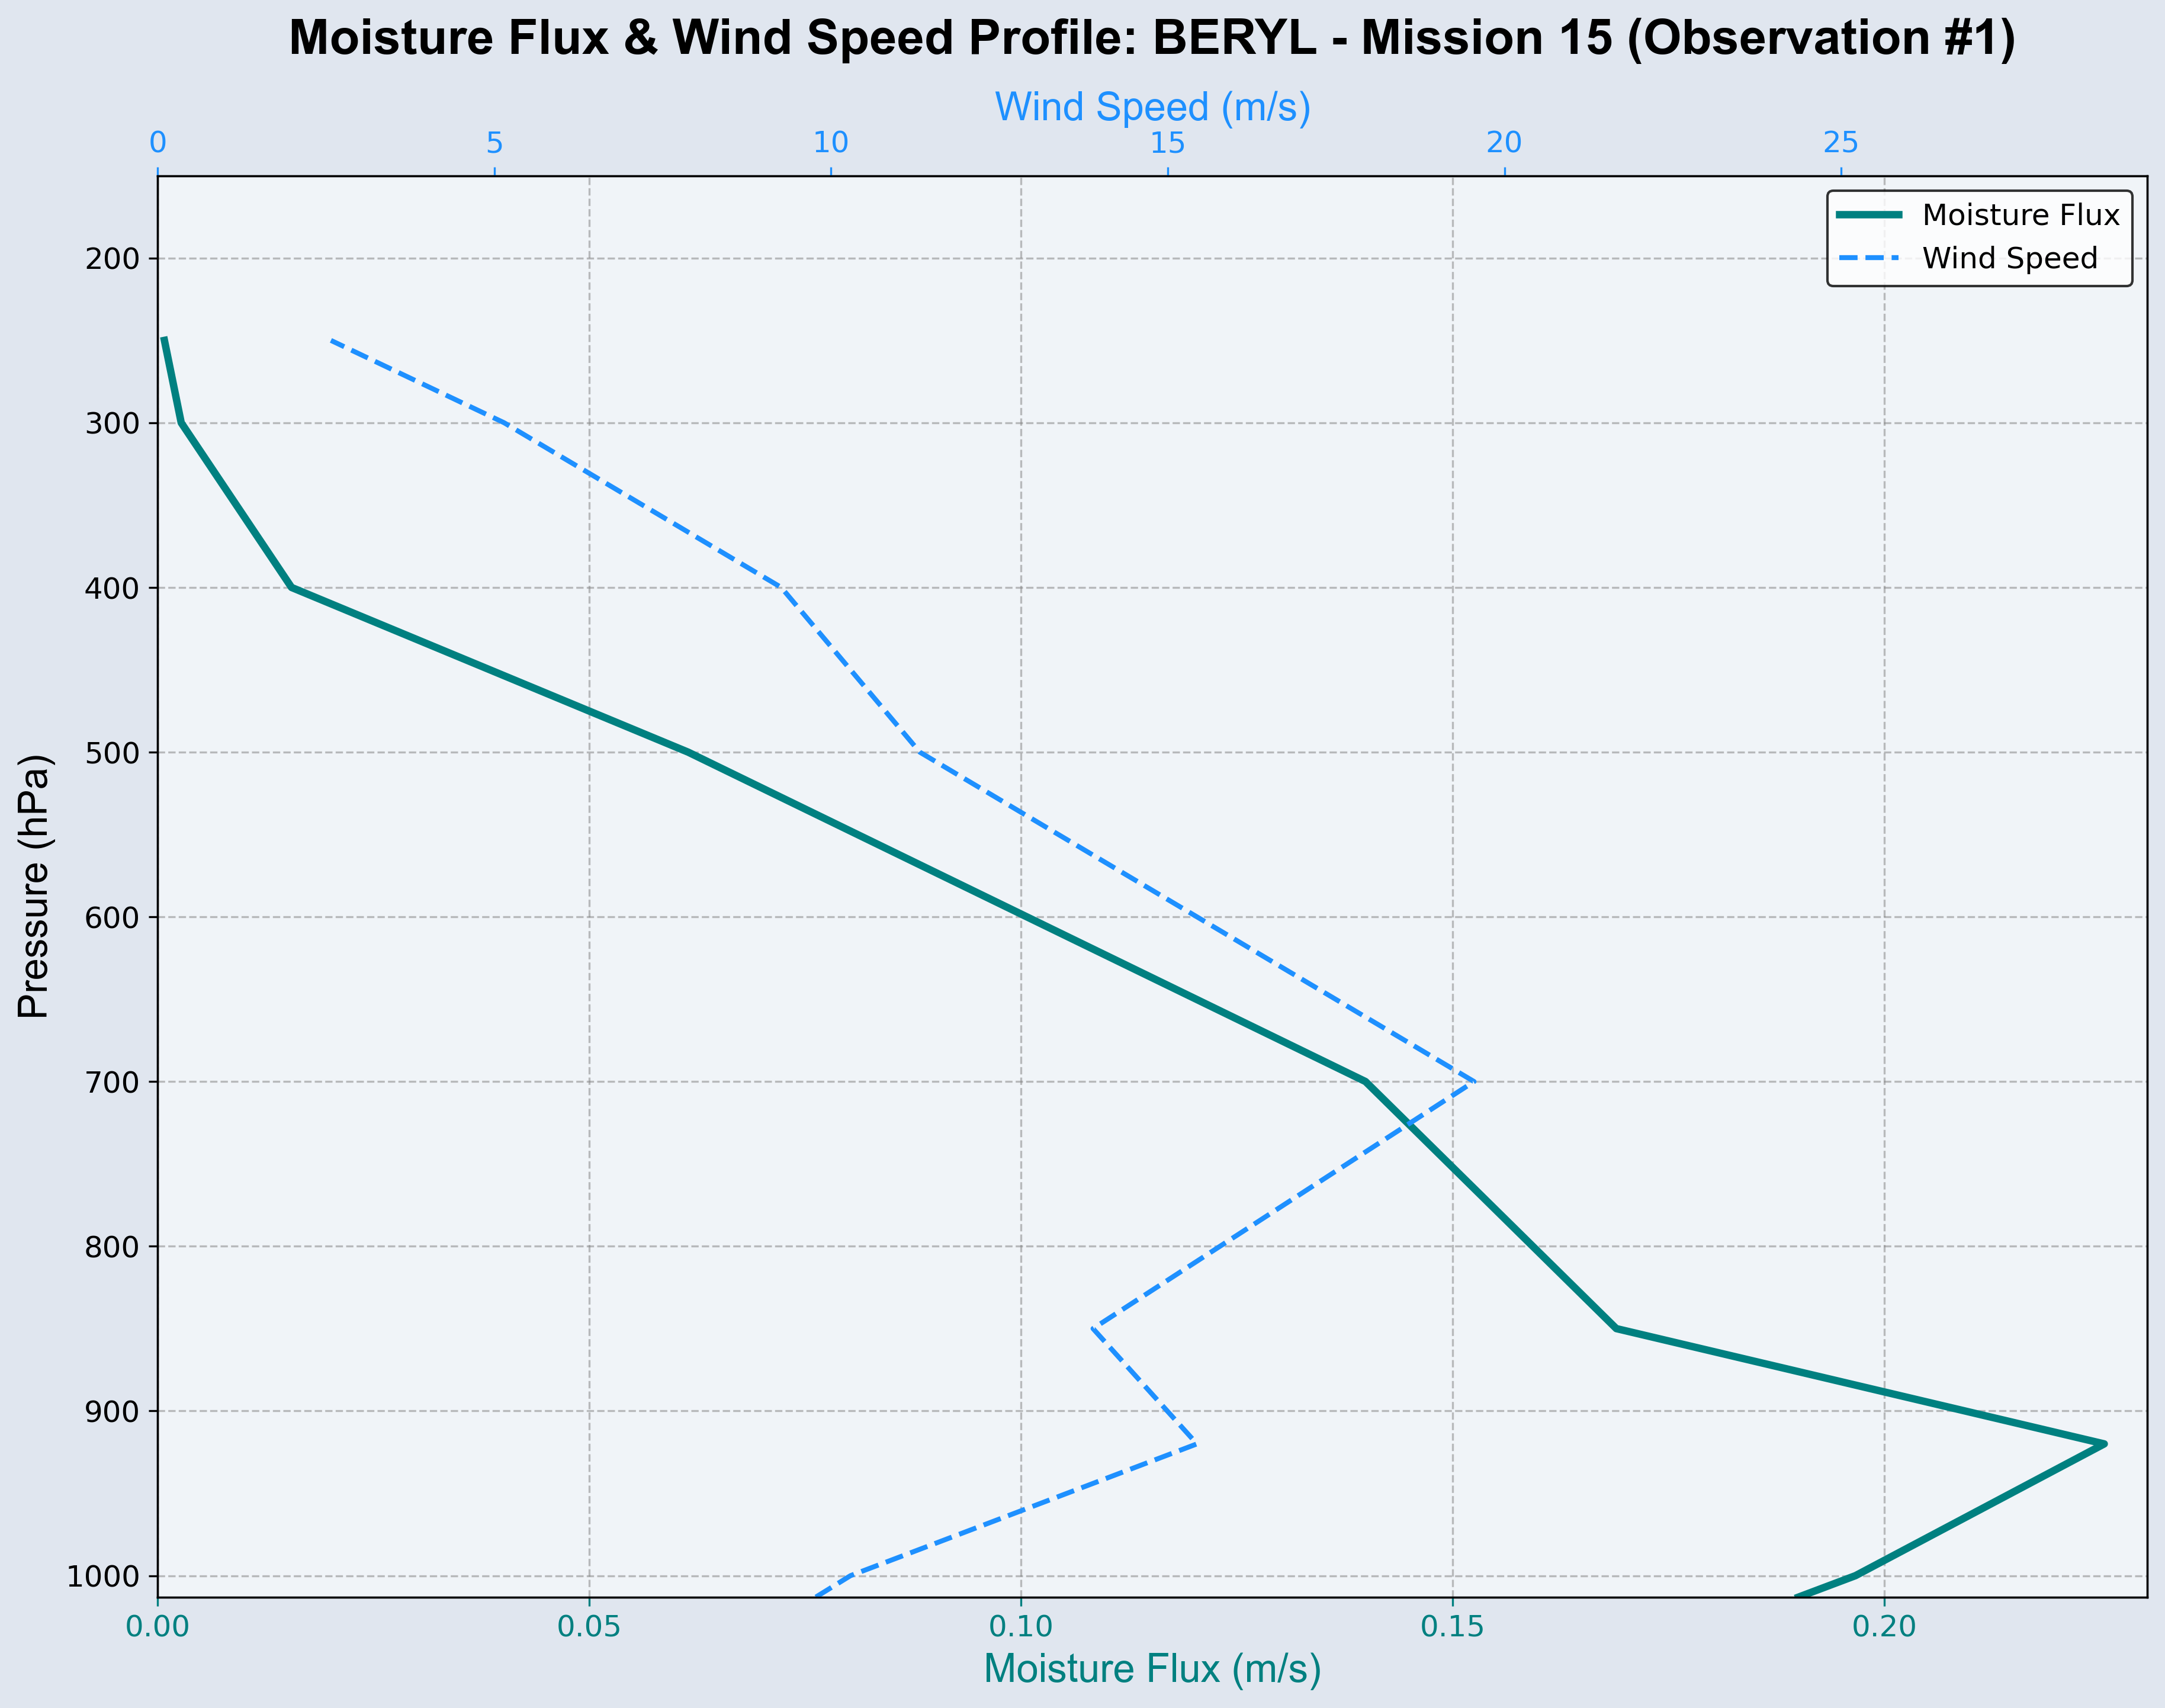 Moisture Flux & Wind Speed Profile: BERYL - Mission 15 (Observation #1)
Wind Speed (m/s)
0 5 10 15 20 25
Moisture Flux
Wind Speed
200
300
400
500
600
700
800
900
1000
Pressure (hPa)
0.00 0.05 0.10 0.15 0.20
Moisture Flux (m/s)